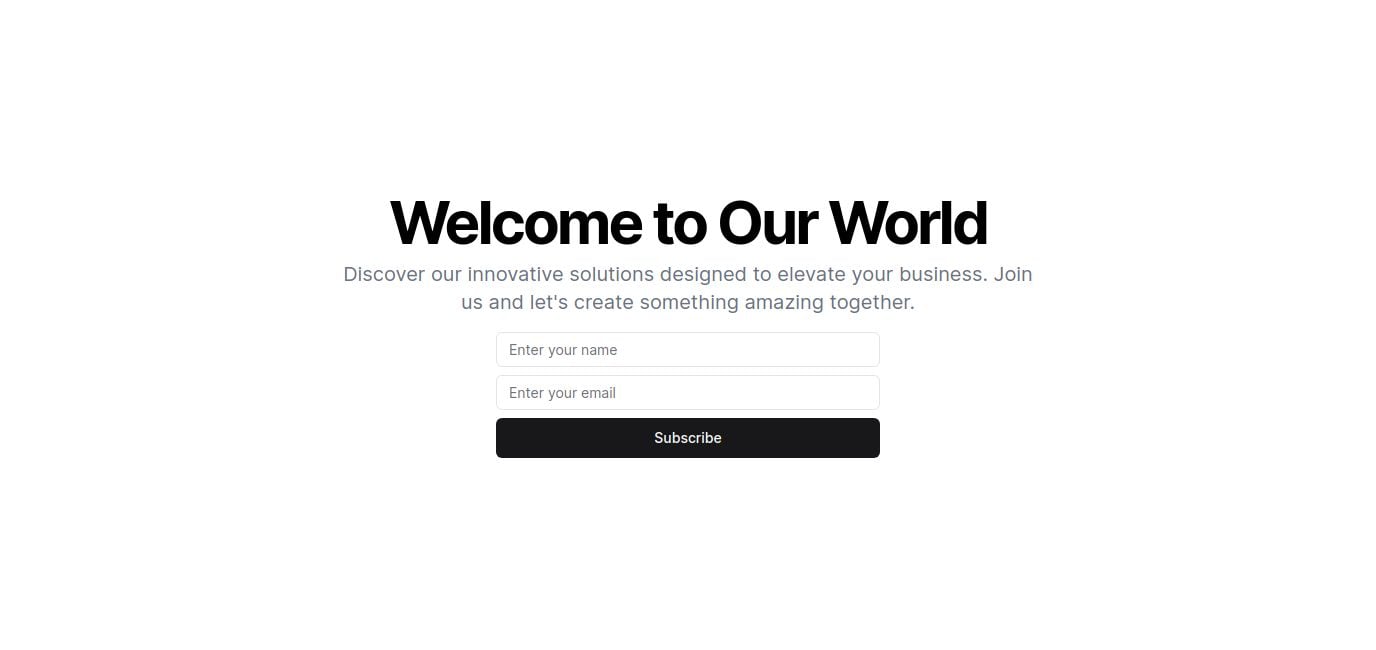 Welcome to Our World
Discover our innovative solutions designed to elevate your business. Join
us and let's create something amazing together.
Enter your name
Enter your email
Subscribe